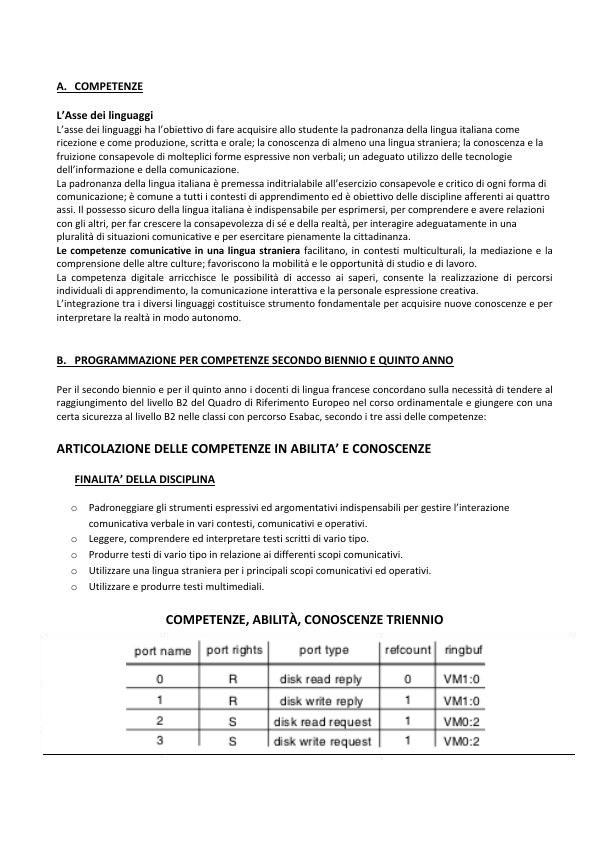 A. COMPETENZE
L’Asse dei linguaggi
L’asse dei linguaggi ha l’obiettivo di fare acquisire allo studente la padronanza della lingua italiana come
ricezione e come produzione, scritta e orale; la conoscenza di almeno una lingua straniera; la conoscenza e la
fruizione consapevole di molteplici forme espressive non verbali; un adeguato utilizzo delle tecnologie
dell’informazione e della comunicazione.
La padronanza della lingua italiana è premessa inditrialabile all’esercizio consapevole e critico di ogni forma di
comunicazione; è comune a tutti i contesti di apprendimento ed è obiettivo delle discipline afferenti ai quattro
assi. Il possesso sicuro della lingua italiana è indispensabile per esprimersi, per comprendere e avere relazioni
con gli altri, per far crescere la consapevolezza di sé e della realtà, per interagire adeguatamente in una
pluralità di situazioni comunicative e per esercitare pienamente la cittadinanza.
Le competenze comunicative in una lingua straniera facilitano, in contesti multiculturali, la mediazione e la
comprensione delle altre culture; favoriscono la mobilità e le opportunità di studio e di lavoro.
La competenza digitale arricchisce le possibilità di accesso ai saperi, consente la realizzazione di percorsi
individuali di apprendimento, la comunicazione interattiva e la personale espressione creativa.
L’integrazione tra i diversi linguaggi costituisce strumento fondamentale per acquisire nuove conoscenze e per
interpretare la realtà in modo autonomo.
B. PROGRAMMAZIONE PER COMPETENZE SECONDO BIENNIO E QUINTO ANNO
Per il secondo biennio e per il quinto anno i docenti di lingua francese concordano sulla necessità di tendere al
raggiungimento del livello B2 del Quadro di Riferimento Europeo nel corso ordinamentale e giungere con una
certa sicurezza al livello B2 nelle classi con percorso Esabac, secondo i tre assi delle competenze:
ARTICOLAZIONE DELLE COMPETENZE IN ABILITA’ E CONOSCENZE
FINALITA’ DELLA DISCIPLINA
o Padroneggiare gli strumenti espressivi ed argomentativi indispensabili per gestire l’interazione
comunicativa verbale in vari contesti, comunicativi e operativi.
o Leggere, comprendere ed interpretare testi scritti di vario tipo.
o Produrre testi di vario tipo in relazione ai differenti scopi comunicativi.
o Utilizzare una lingua straniera per i principali scopi comunicativi ed operativi.
o Utilizzare e produrre testi multimediali.
COMPETENZE, ABILITÀ, CONOSCENZE TRIENNIO
port name port rights port type refcount ringbuf
0 R disk read reply 0 VM1:0
1 R disk write reply 1 VM1:0
2 S disk read request 1 VM0:2
3 S disk write request 1 VM0:2